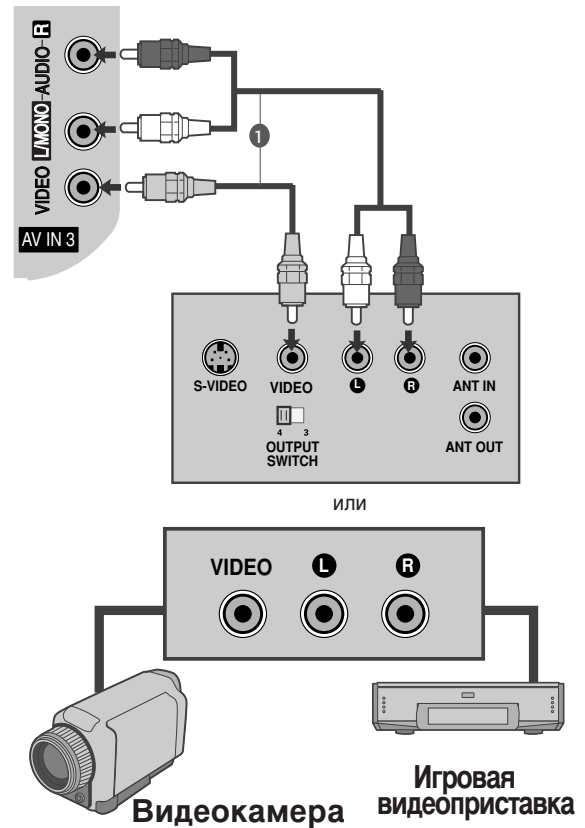 VIDEO L/MONO-AUDIO-R
AV IN 3
1
S-VIDEO
VIDEO
L
R
ANT IN
4 3
OUTPUT
SWITCH
ANT OUT
или
VIDEO
L
R
Видеокамера
Игровая
видеоприставка